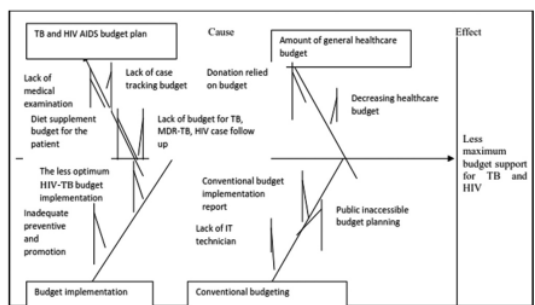 TB and HIV AIDS budget plan
Cause
Amount of general healthcare
budget
Effect
Lack of
medical
examination
Lack of case
tracking budget
Donation relied
on budget
Decreasing healthcare
budget
Diet supplement
budget for the
patient
Lack of budget for TB,
MDR-TB, HIV case follow
up
Less
maximum
budget support
for TB and
HIV
The less optimum
HIV-TB budget
implementation
Conventional budget
implementation
report
Inadequate
preventive
and
promotion
Lack of IT
technician
Public inaccessible
budget planning
Budget implementation
Conventional budgeting